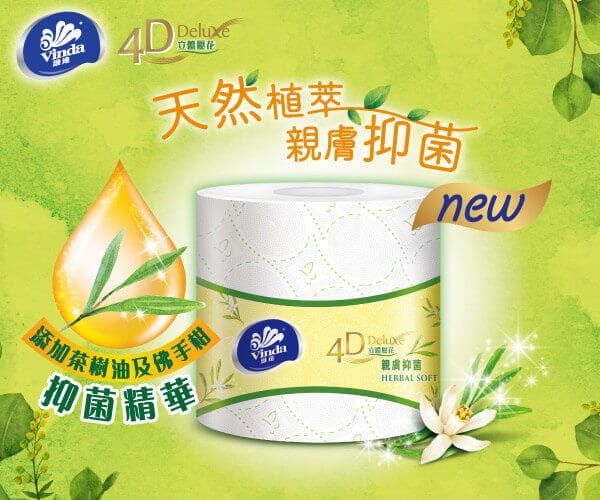 Vinda
維達
4D Deluxe
立體壓花
天然植萃
親膚抑菌
new
添加茶樹油及佛手柑
抑菌精華
Vinda
維達
4D Deluxe
立體壓花
親膚抑菌
HERBAL SOFT